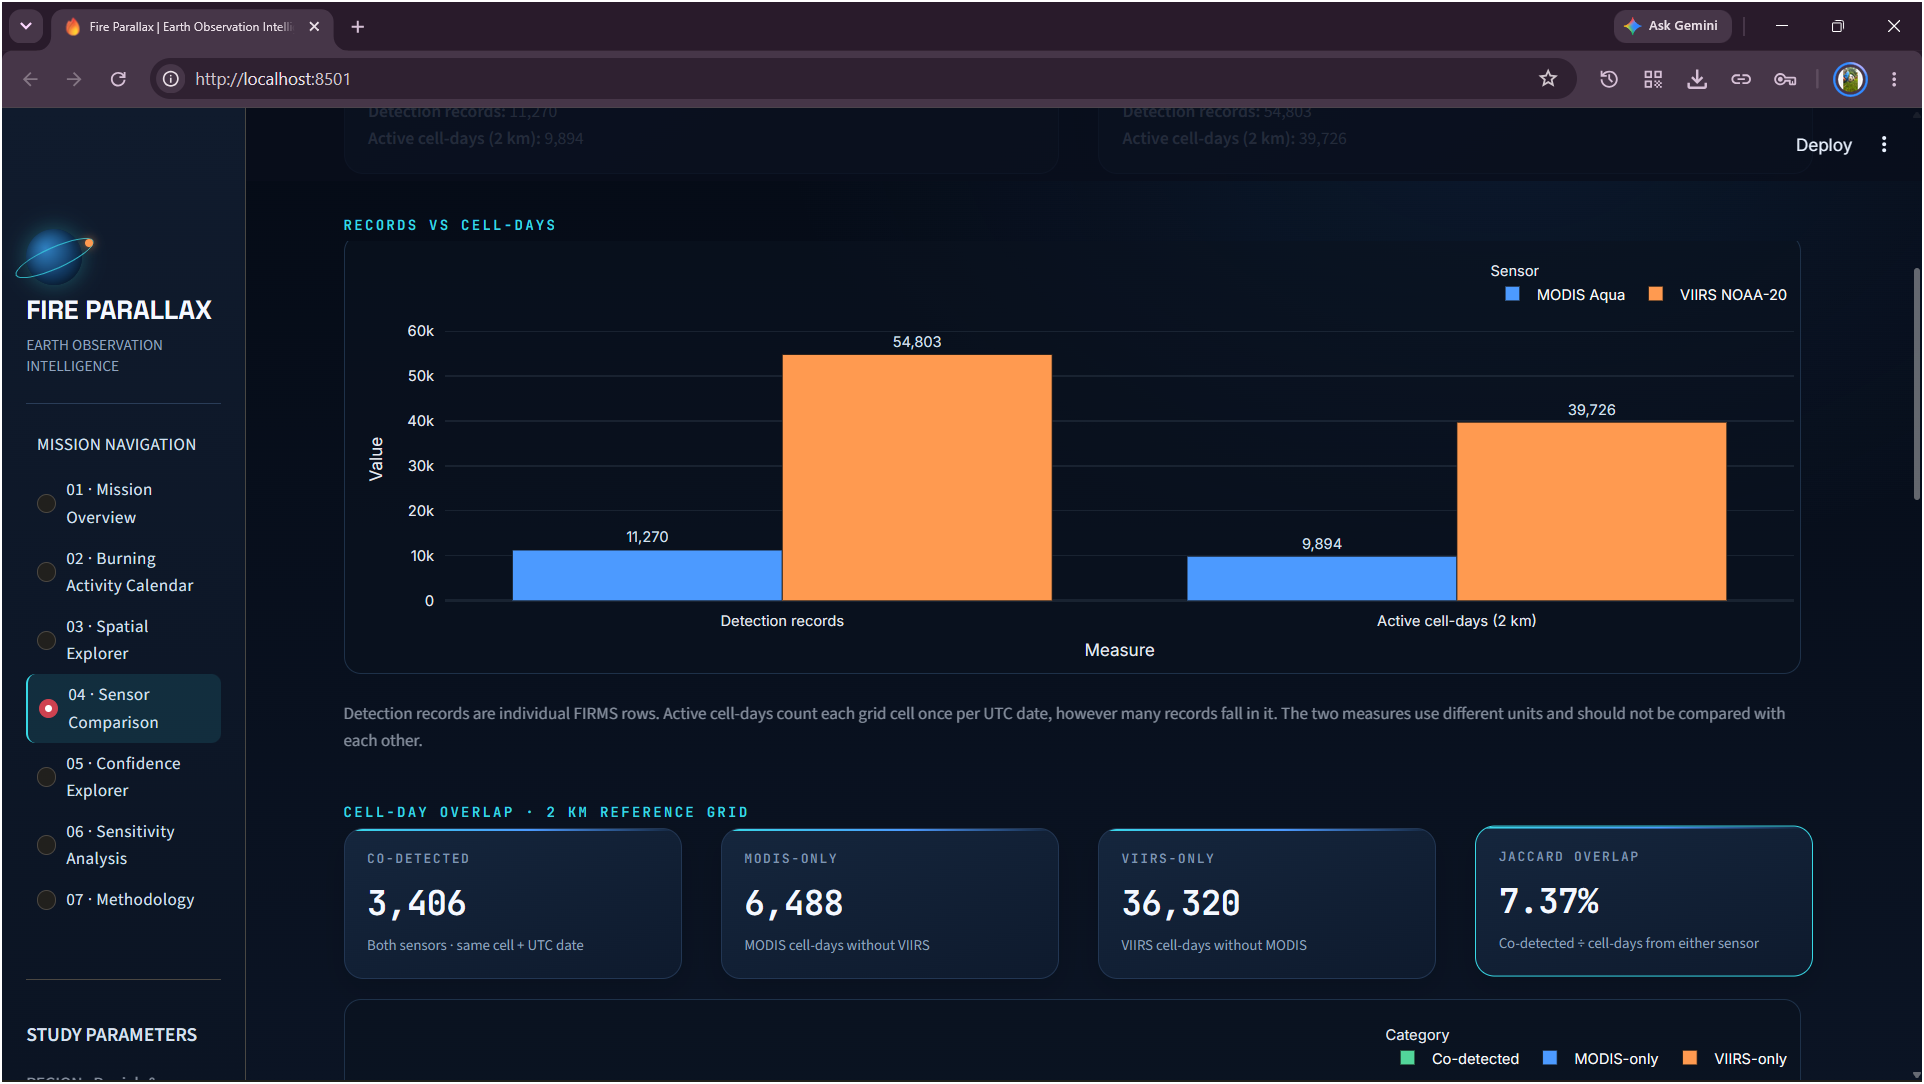 Fire Parallax | Earth Observation Intelli
Ask Gemini
http://localhost:8501
Deploy
FIRE PARALLAX
EARTH OBSERVATION
INTELLIGENCE
MISSION NAVIGATION
01 · Mission
Overview
02 · Burning
Activity Calendar
03 · Spatial
Explorer
04 · Sensor
Comparison
05 · Confidence
Explorer
06 · Sensitivity
Analysis
07 · Methodology
STUDY PARAMETERS
Detection records: 11,270
Active cell-days (2 km): 9,894
Detection records: 54,803
Active cell-days (2 km): 39,726
RECORDS VS CELL-DAYS
Sensor
MODIS Aqua
VIIRS NOAA-20
60k
50k
40k
30k
20k
10k
0
Value
11,270
54,803
9,894
39,726
Detection records
Active cell-days (2 km)
Measure
Detection records are individual FIRMS rows. Active cell-days count each grid cell once per UTC date, however many records fall in it. The two measures use different units and should not be compared with
each other.
CELL-DAY OVERLAP · 2 KM REFERENCE GRID
CO-DETECTED
3,406
Both sensors · same cell + UTC date
MODIS-ONLY
6,488
MODIS cell-days without VIIRS
VIIRS-ONLY
36,320
VIIRS cell-days without MODIS
JACCARD OVERLAP
7.37%
Co-detected ÷ cell-days from either sensor
Category
Co-detected
MODIS-only
VIIRS-only